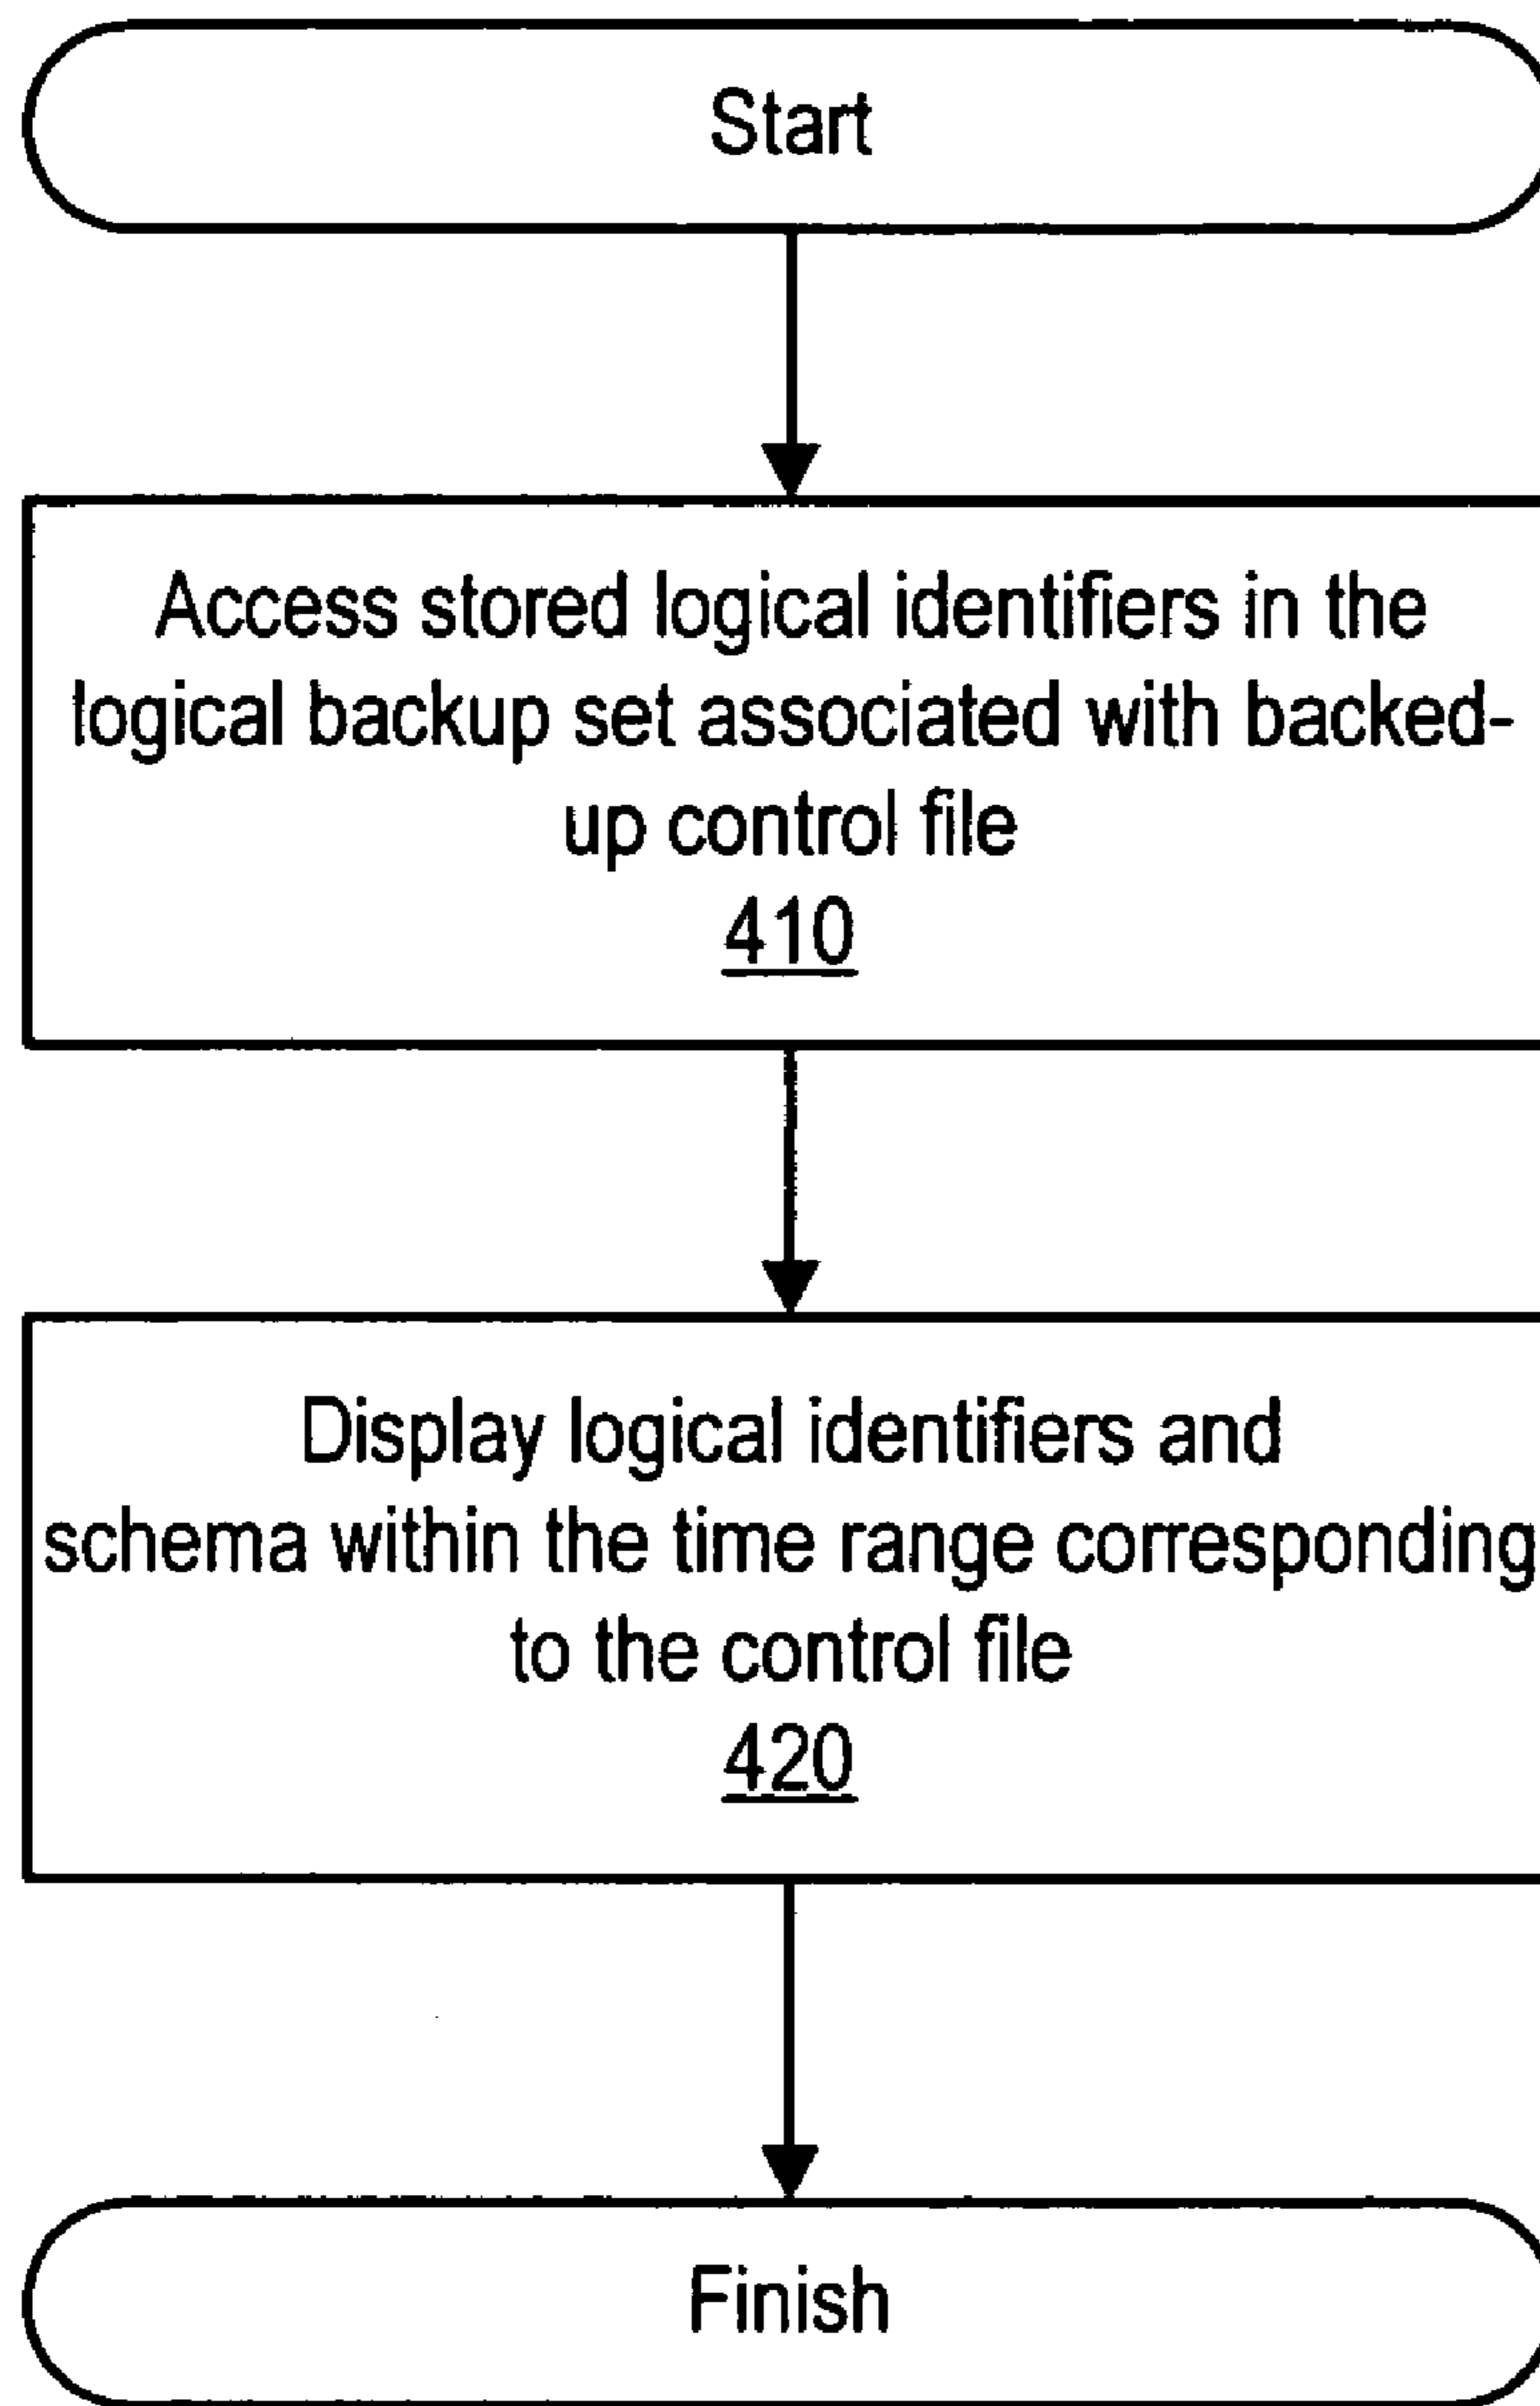 Start
Access stored logical identifiers in the
logical backup set associated with backed-
up control file
410
Display logical identifiers and
schema within the time range corresponding
to the control file
420
Finish